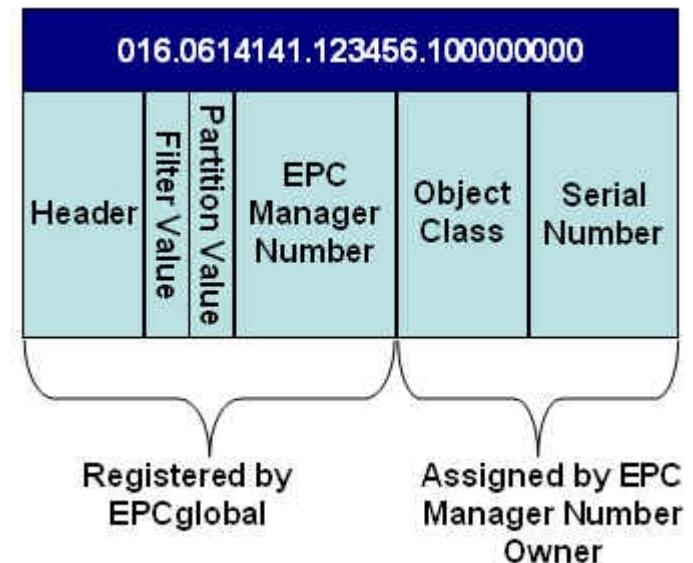 016.0614141.123456.100000000
Header
Filter Value
Partition Value
EPC
Manager
Number
Object
Class
Serial
Number
Registered by
EPCglobal
Assigned by EPC
Manager Number
Owner